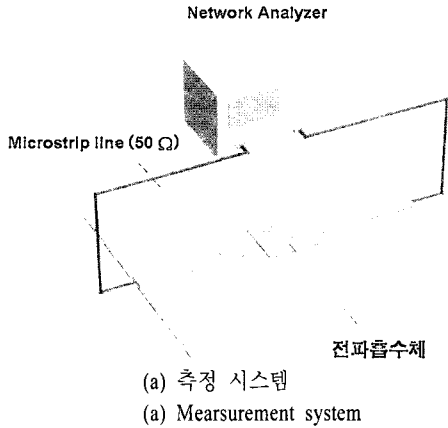 Network Analyzer
Microstrip line (50 Ω)
전파흡수체
(a) 측정 시스템
(a) Mearsurement system